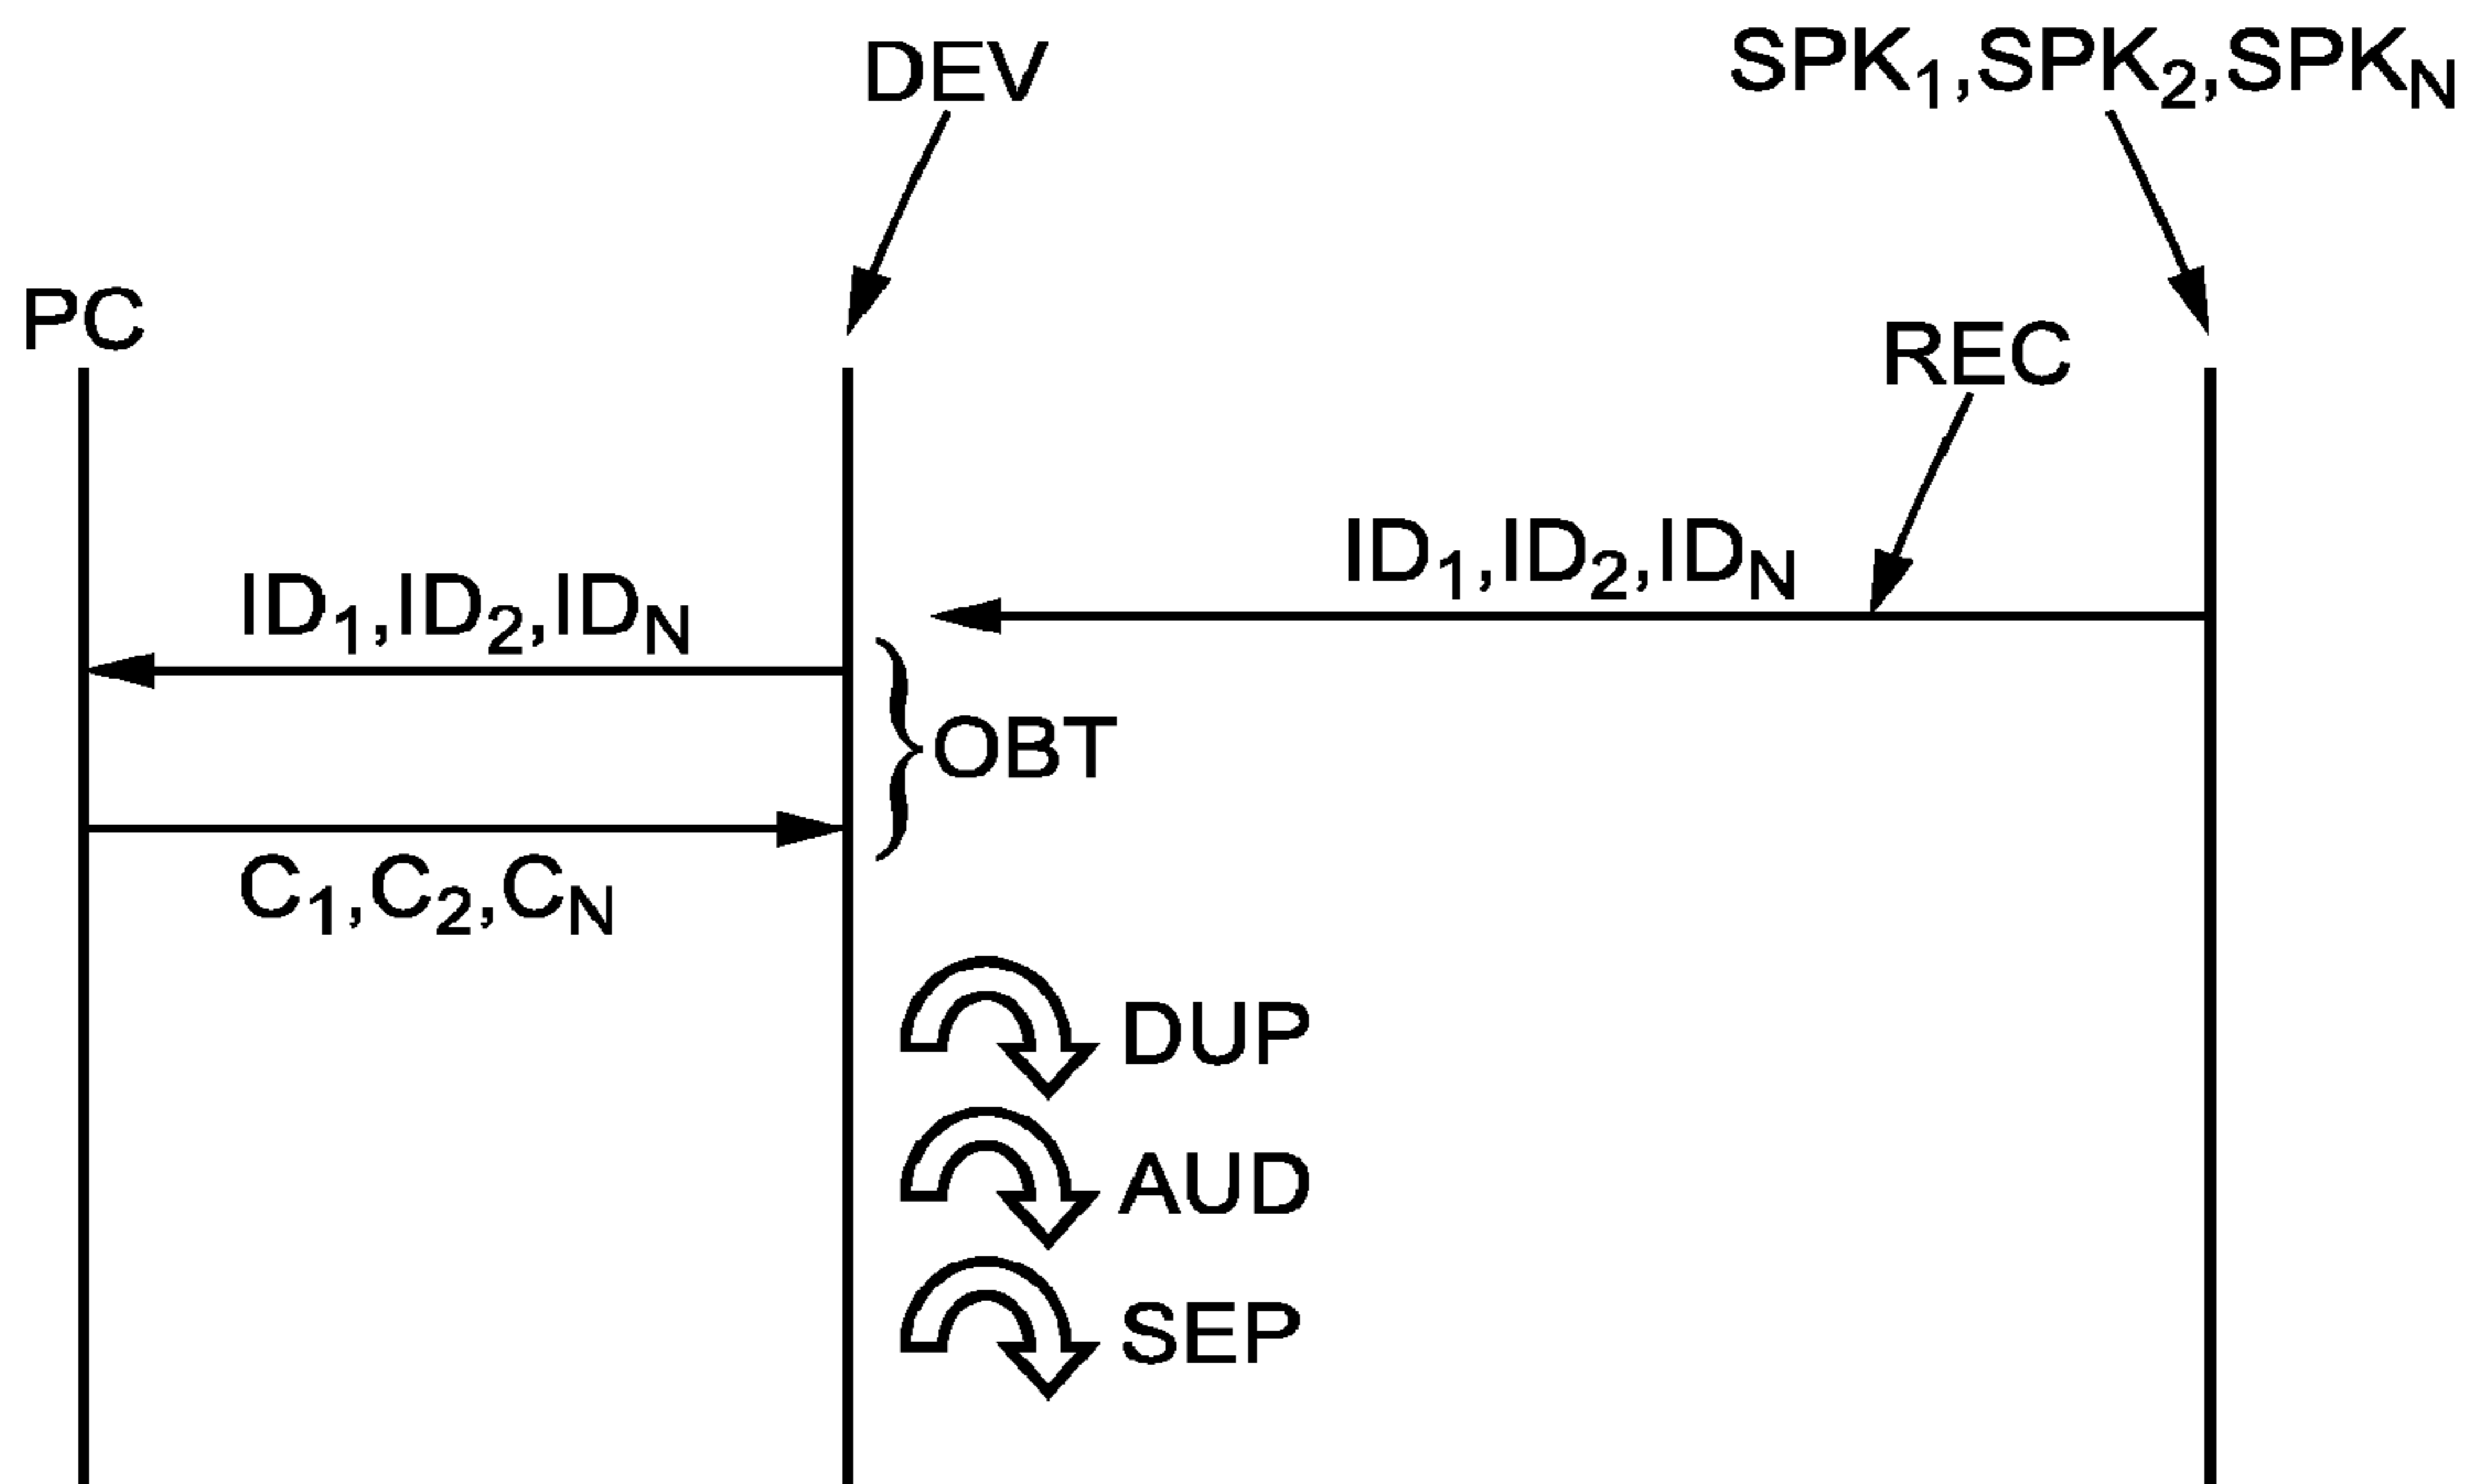 DEV
SPK₁,SPK₂,SPKN
PC
REC
ID₁,ID₂,IDN
ID₁,ID₂,IDN
OBT
C₁,C₂,CN
DUP
AUD
SEP